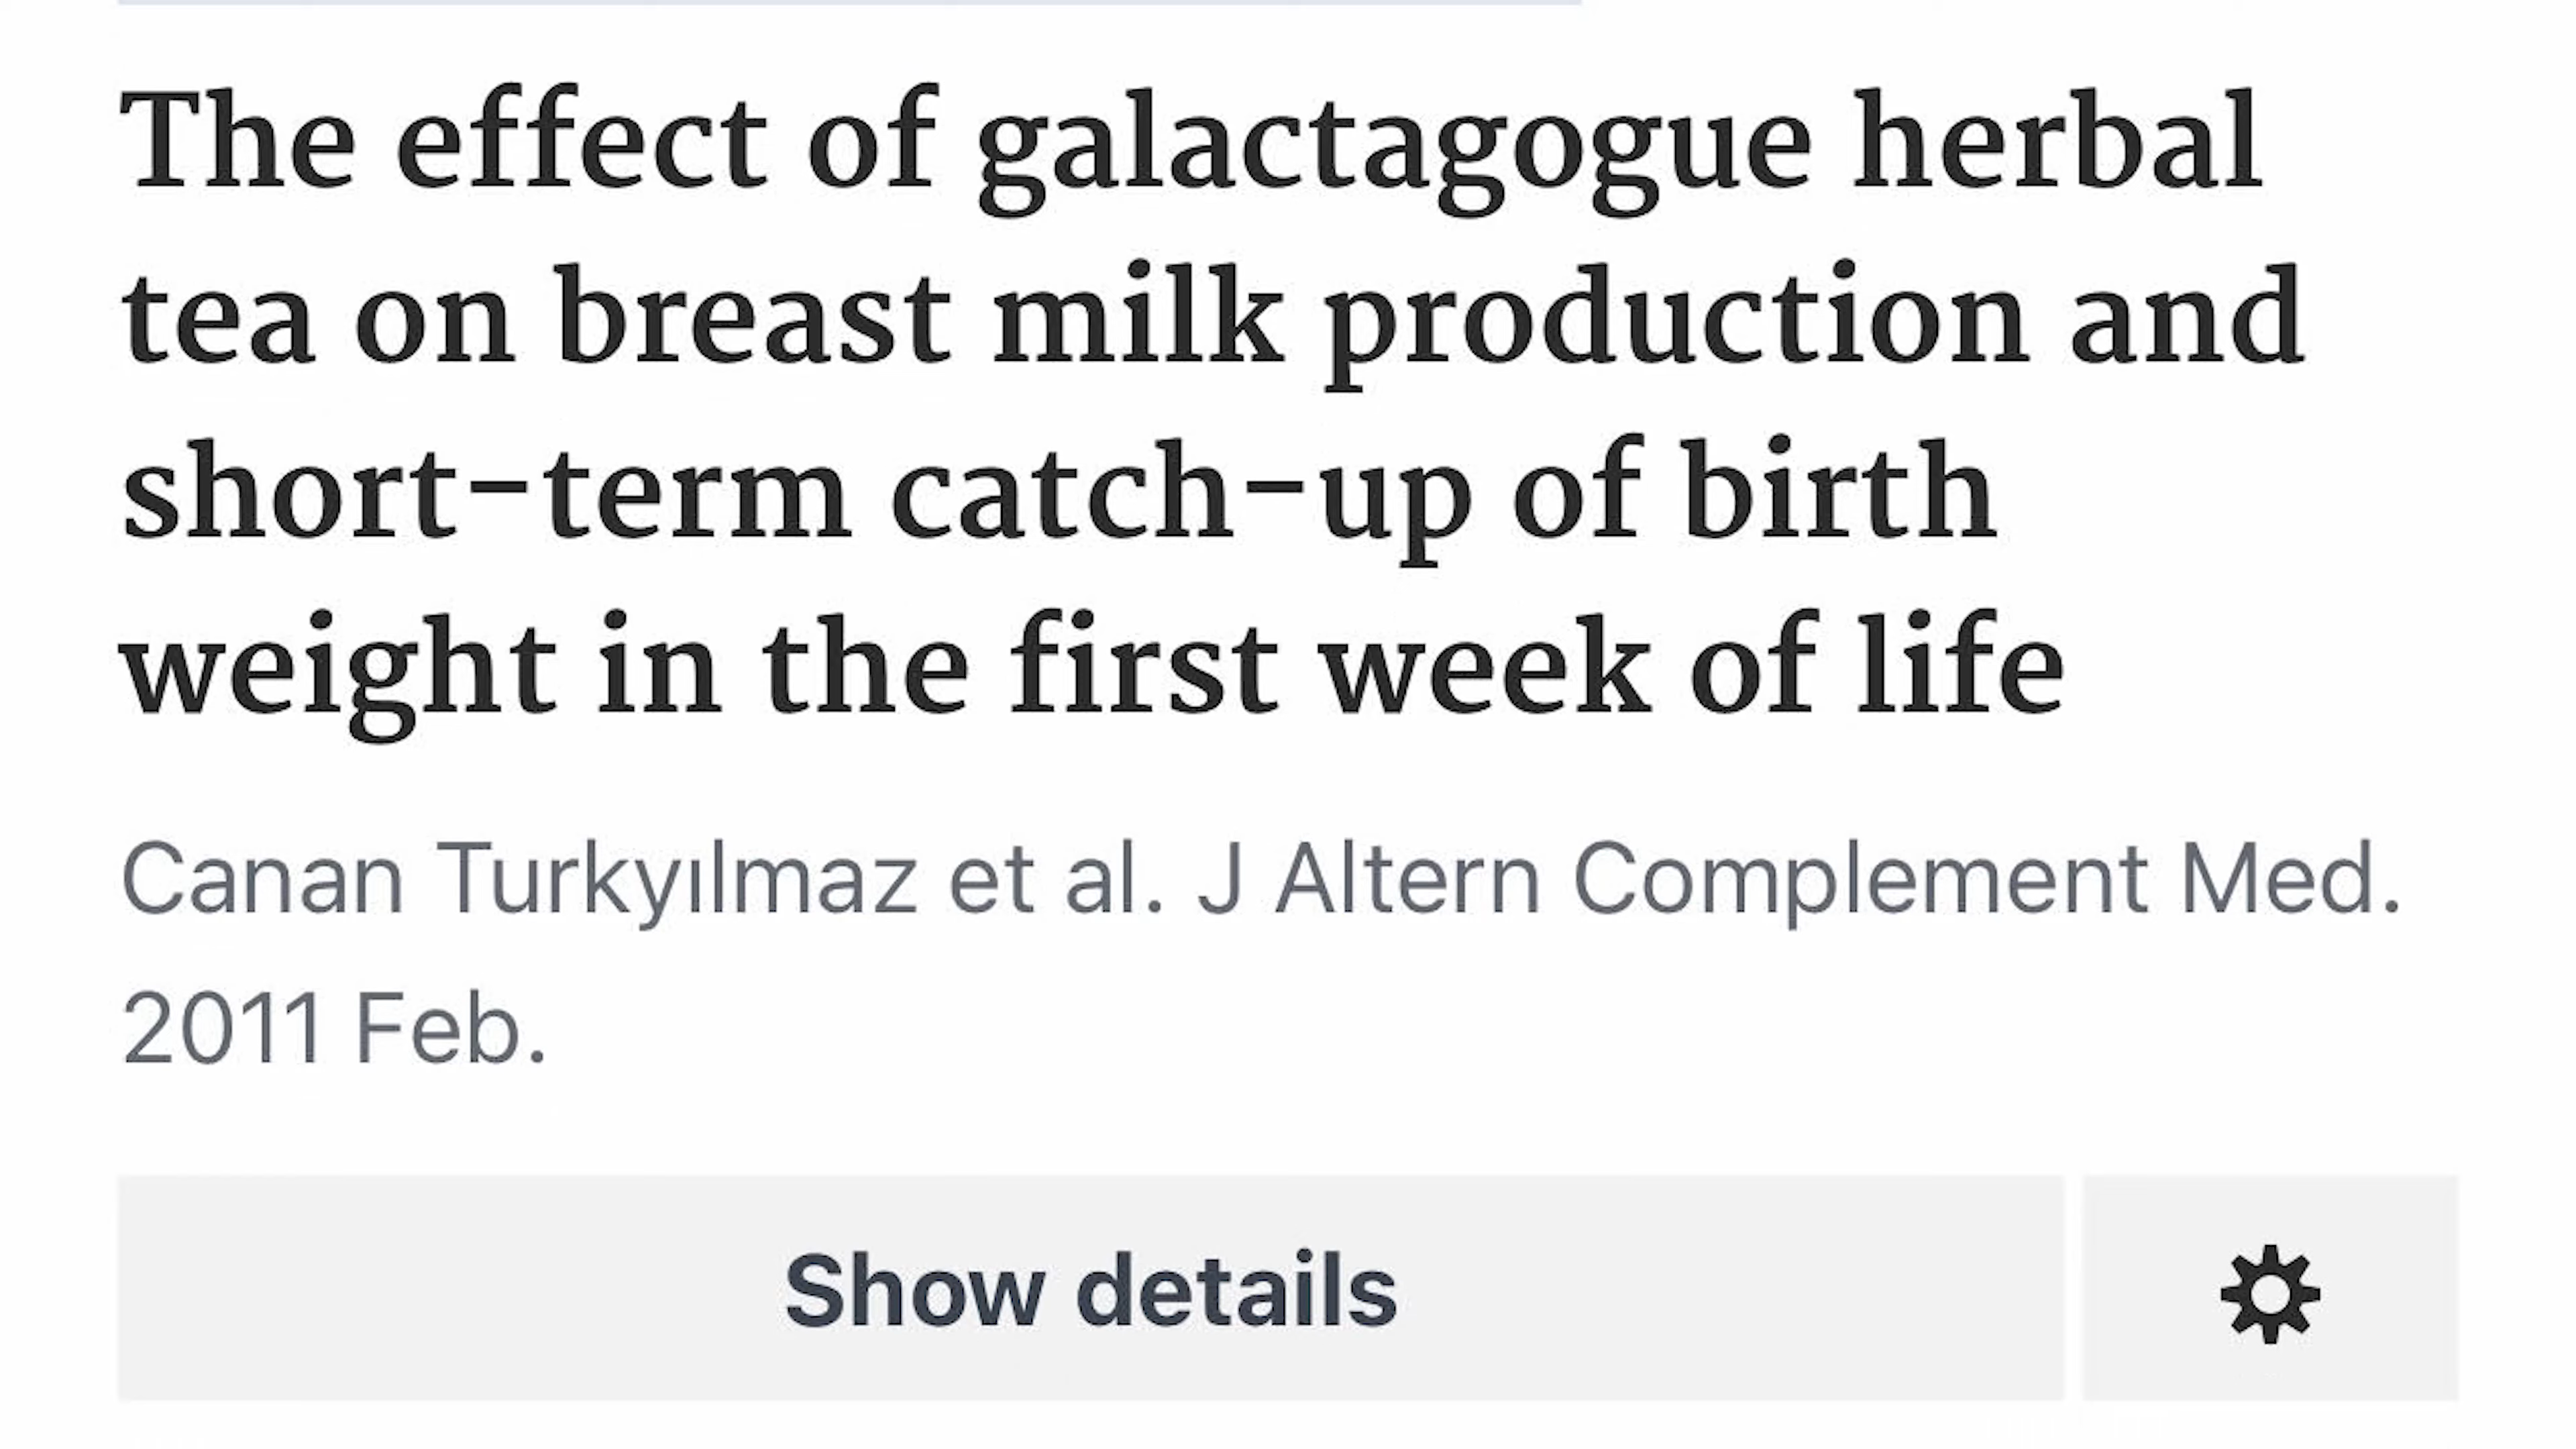 The effect of galactagogue herbal
tea on breast milk production and
short-term catch-up of birth
weight in the first week of life
Canan Turkyılmaz et al. J Altern Complement Med.
2011 Feb.
Show details